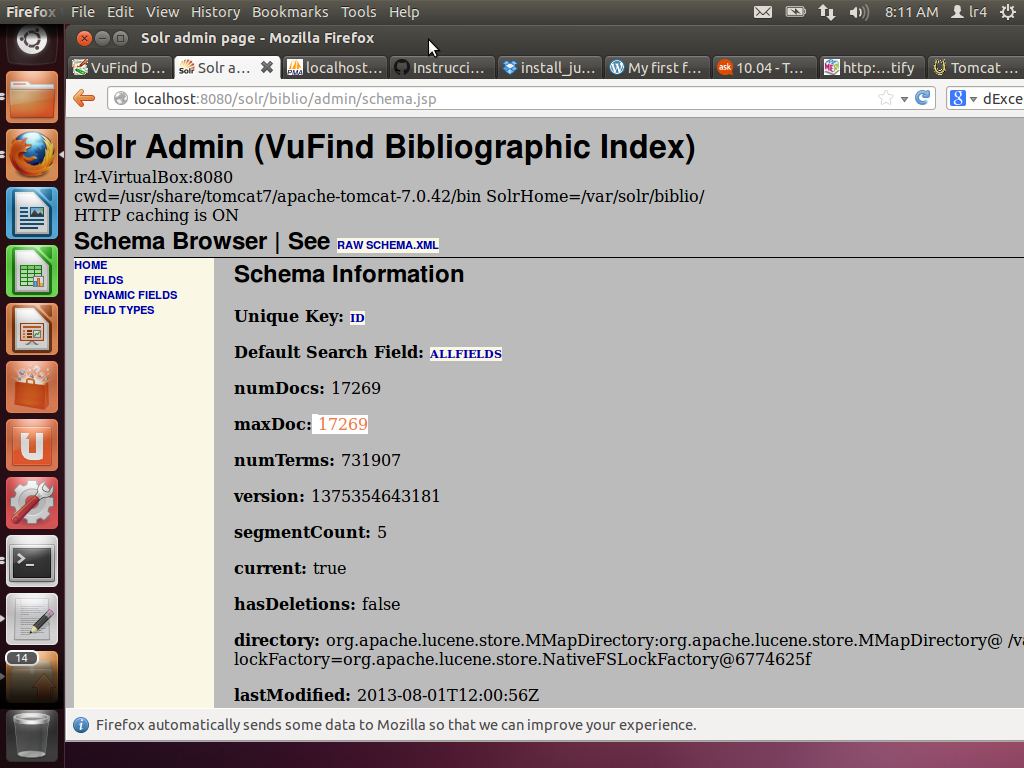 Firefox File Edit View History Bookmarks Tools Help 8:11 AM lr4
Solr admin page - Mozilla Firefox
VuFind D... Solr a... localhost... Instrucci... install_ju... My first f... ask 10.04 - T... http:...tify Tomcat ...
localhost:8080/solr/biblio/admin/schema.jsp 8 dExce
Solr Admin (VuFind Bibliographic Index)
lr4-VirtualBox:8080
cwd=/usr/share/tomcat7/apache-tomcat-7.0.42/bin SolrHome=/var/solr/biblio/
HTTP caching is ON
Schema Browser | See RAW SCHEMA.XML
HOME
FIELDS
DYNAMIC FIELDS
FIELD TYPES
Schema Information
Unique Key: ID
Default Search Field: ALLFIELDS
numDocs: 17269
maxDoc: 17269
numTerms: 731907
version: 1375354643181
segmentCount: 5
current: true
hasDeletions: false
directory: org.apache.lucene.store.MMapDirectory:org.apache.lucene.store.MMapDirectory@ /va
lockFactory=org.apache.lucene.store.NativeFSLockFactory@6774625f
lastModified: 2013-08-01T12:00:56Z
14
Firefox automatically sends some data to Mozilla so that we can improve your experience.